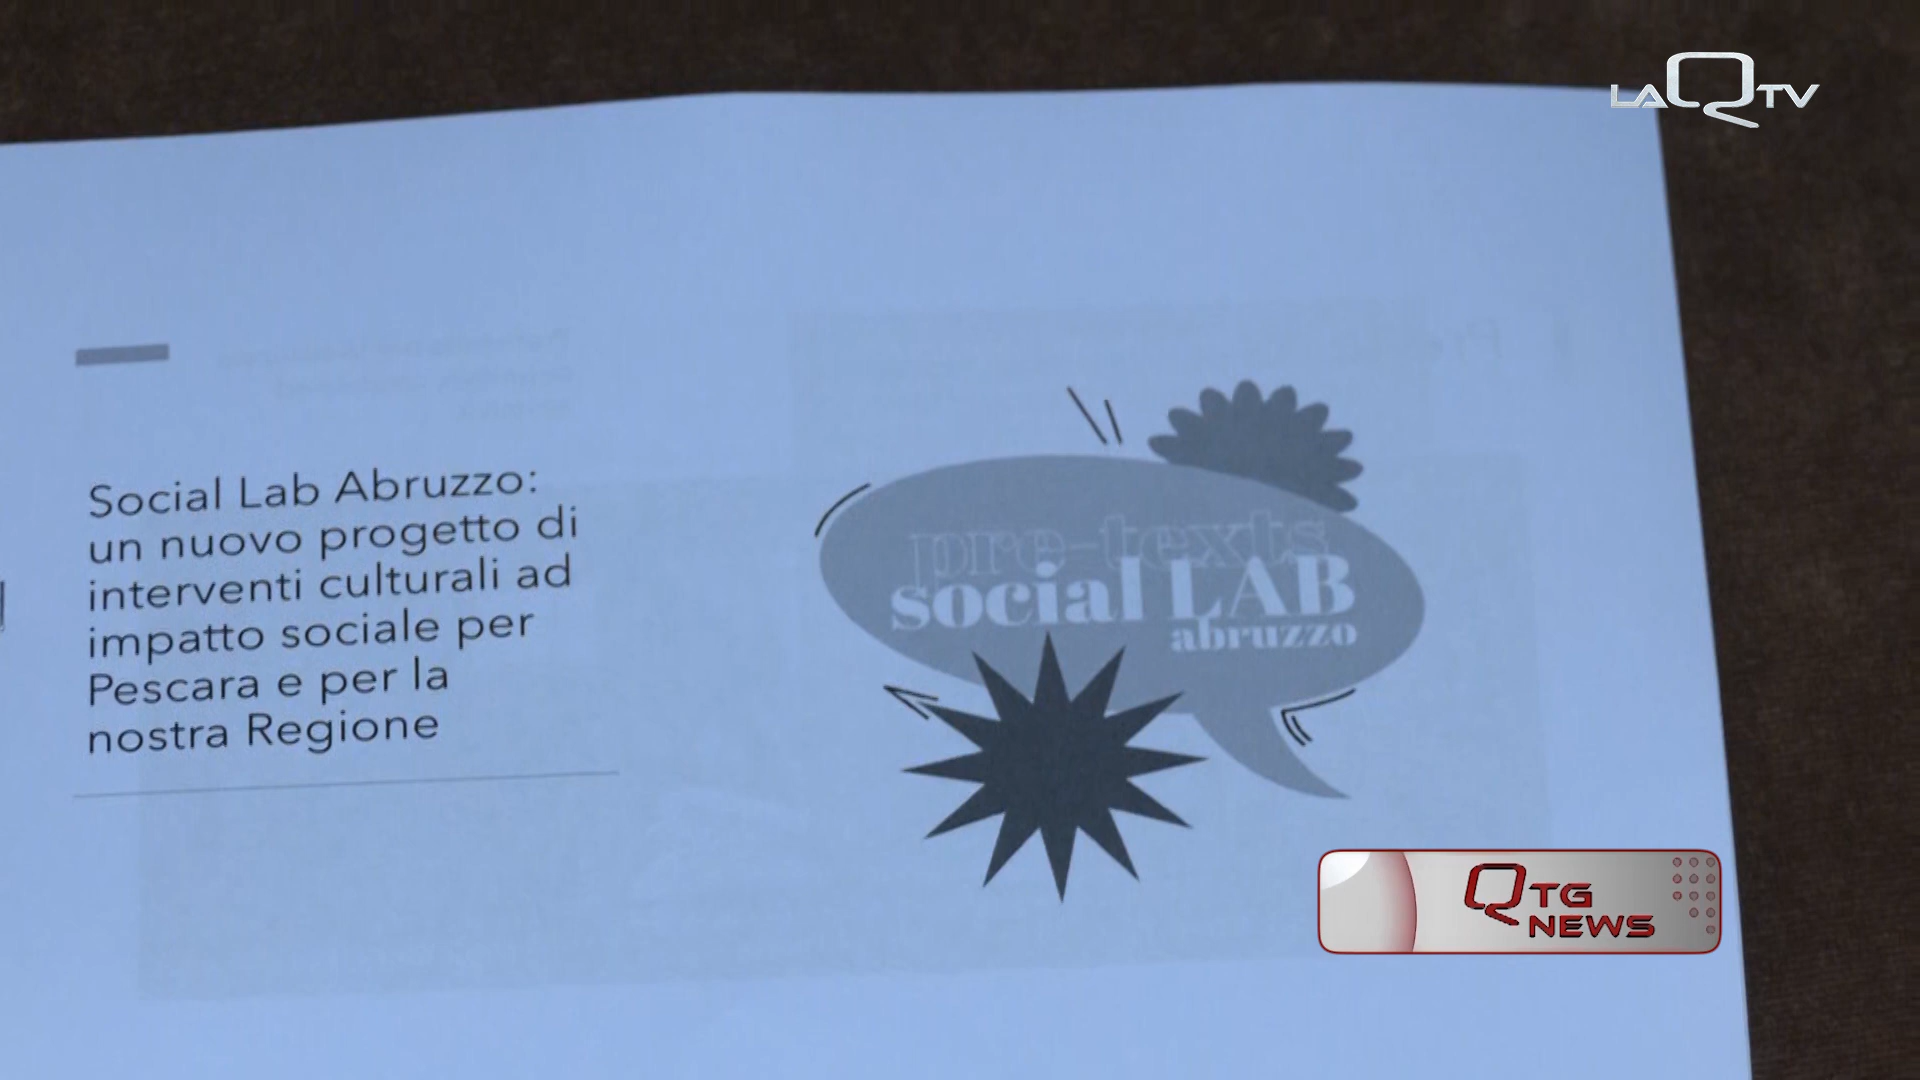 LAQTV
Social Lab Abruzzo:
un nuovo progetto di
interventi culturali ad
impatto sociale per
Pescara e per la
nostra Regione
pre-texts
social LAB
abruzzo
QTG
NEWS